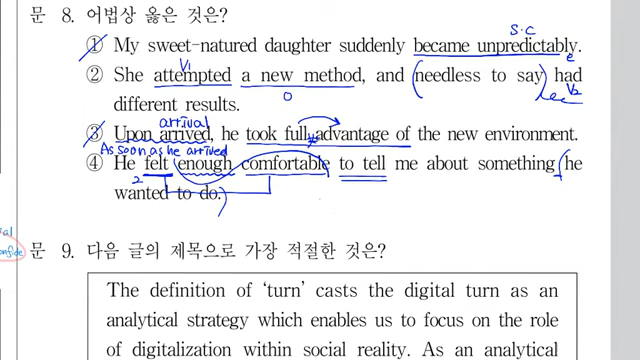 문 8. 어법상 옳은 것은?
S.C
① My sweet-natured daughter suddenly became unpredictably.
e
V₁
② She attempted a new method, and needless to say had
O
V₂
different results.
arrival
③ Upon arrived, he took full advantage of the new environment.
As soon as he arrived
④ He felt enough comfortable to tell me about something he
2
wanted to do.
문 9. 다음 글의 제목으로 가장 적절한 것은?
The definition of ‘turn’ casts the digital turn as an
analytical strategy which enables us to focus on the role
of digitalization within social reality. As an analytical